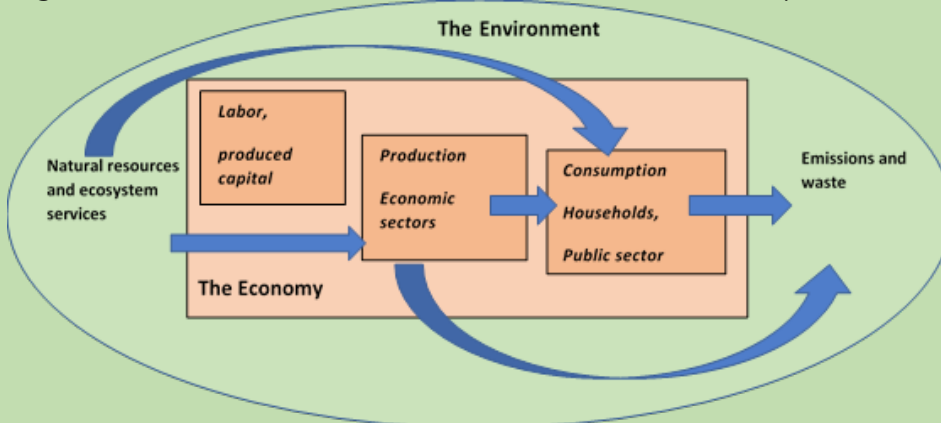 The Environment
Labor,
produced
capital
Natural resources
and ecosystem
services
Production
Economic
sectors
Consumption
Households,
Public sector
Emissions and
waste
The Economy